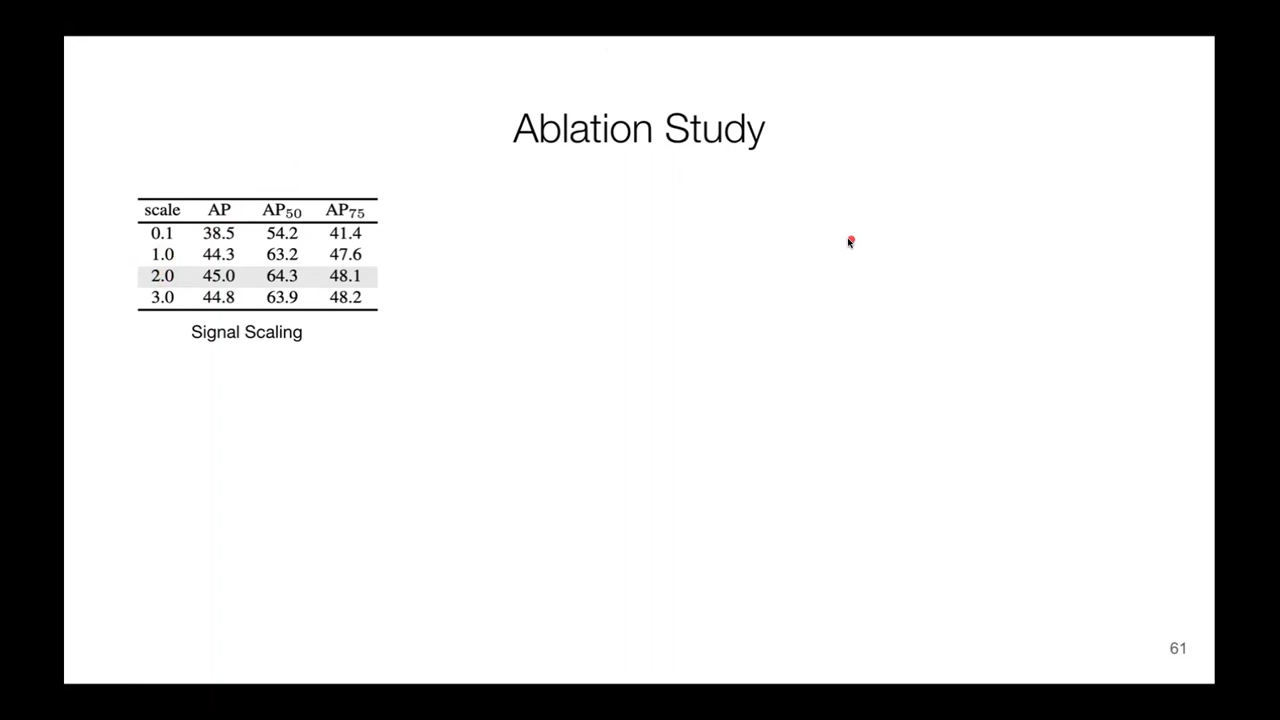 Ablation Study
scale AP AP50 AP75
0.1 38.5 54.2 41.4
1.0 44.3 63.2 47.6
2.0 45.0 64.3 48.1
3.0 44.8 63.9 48.2
Signal Scaling
61